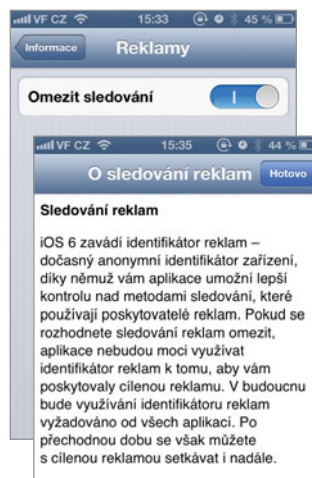 VF CZ 15:33 45 %
Informace Reklamy
Omezit sledování
VF CZ 15:35 44 %
O sledování reklam Hotovo
Sledování reklam
iOS 6 zavádí identifikátor reklam –
dočasný anonymní identifikátor zařízení,
díky němuž vám aplikace umožní lepší
kontrolu nad metodami sledování, které
používají poskytovatelé reklam. Pokud se
rozhodnete sledování reklam omezit,
aplikace nebudou moci využívat
identifikátor reklam k tomu, aby vám
poskytovaly cílenou reklamu. V budoucnu
bude využívání identifikátoru reklam
vyžadováno od všech aplikací. Po
přechodnou dobu se však můžete
s cílenou reklamou setkávat i nadále.